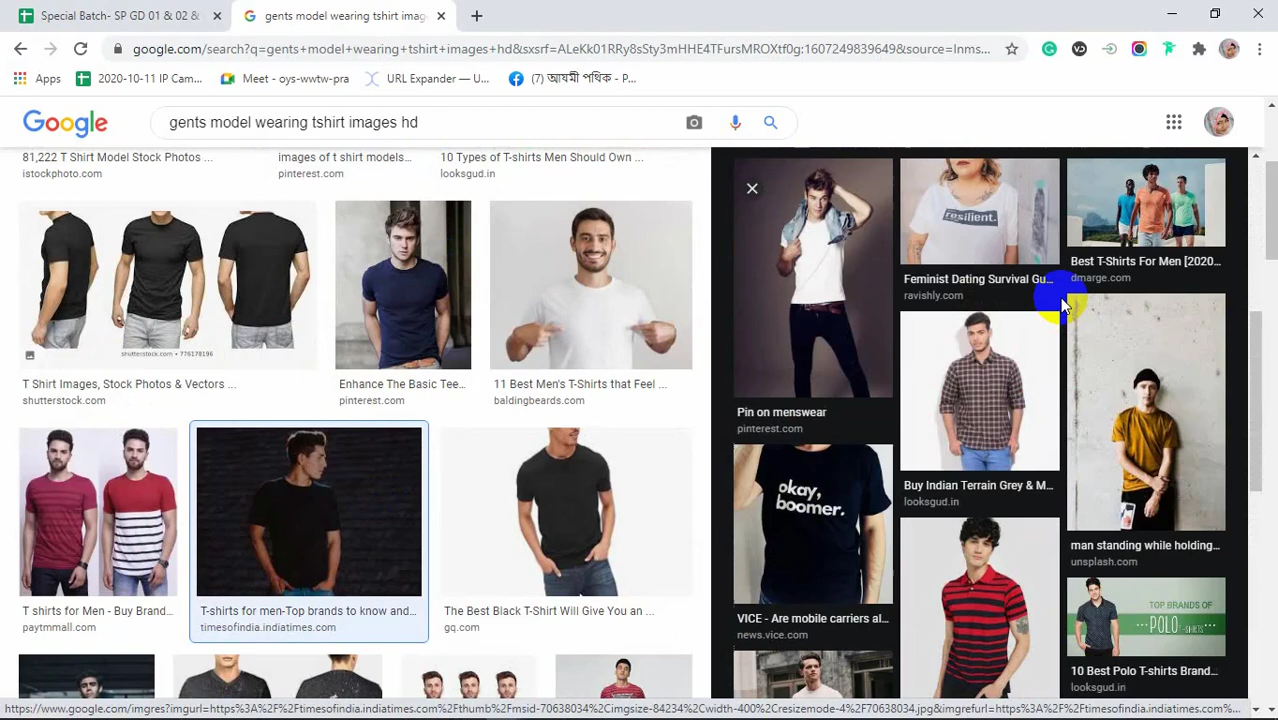 Special Batch- SP GD 01 & 02 &
gents model wearing tshirt imag
google.com/search?q=gents+model+wearing+tshirt+images+hd&sxsrf=ALeKk01RRy8sSty3mHHE4TFursMROXtf0g:1607249839649&source=lnms...
Apps
2020-10-11 IP Cam...
Meet - eys-wwtw-pra
URL Expander— U...
(7) আযমী পথিক - P...
Google
gents model wearing tshirt images hd
81,222 T Shirt Model Stock Photos ...
istockphoto.com
images of t shirt models...
pinterest.com
10 Types of T-shirts Men Should Own ...
looksgud.in
shutterstock.com • 776178196
T Shirt Images, Stock Photos & Vectors ...
shutterstock.com
Enhance The Basic Tee...
pinterest.com
11 Best Men's T-Shirts that Feel ...
baldingbeards.com
T shirts for Men - Buy Brand...
paytmmall.com
T-shirts for men-Top brands to know and...
timesofindia.indiatimes.com
The Best Black T-Shirt Will Give You an ...
gq.com
Pin on menswear
pinterest.com
okay,
boomer.
VICE - Are mobile carriers al...
news.vice.com
resilient.
Feminist Dating Survival Gu...
ravishly.com
Buy Indian Terrain Grey & M...
looksgud.in
Best T-Shirts For Men [2020...
dmarge.com
man standing while holding...
unsplash.com
TOP BRANDS OF
POLO T-SHIRTS
10 Best Polo T-shirts Brand...
looksgud.in
https://www.google.com/imgres?imgurl=https%3A%2F%2Ftimesofindia.indiatimes.com%2Fthumb%2Fmsid-70638034%2Cimgsize-84234%2Cwidth-400%2Cresizemode-4%2F70638034.jpg&imgrefurl=https%3A%2F%2Ftimesofindia.indiatimes.com%...